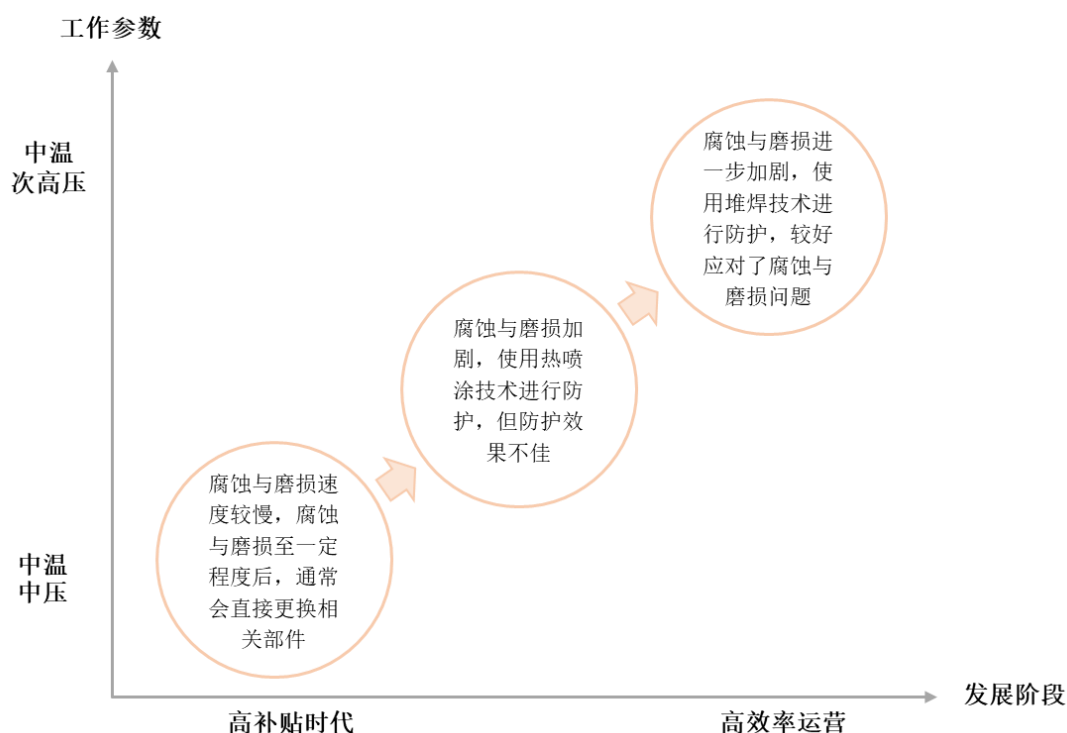 工作参数
中温
次高压
腐蚀与磨损进
一步加剧，使
用堆焊技术进
行防护，较好
应对了腐蚀与
磨损问题
腐蚀与磨损加
剧，使用热喷
涂技术进行防
护，但防护效
果不佳
腐蚀与磨损速
度较慢，腐蚀
与磨损至一定
程度后，通常
会直接更换相
关部件
中温
中压
发展阶段
高补贴时代
高效率运营